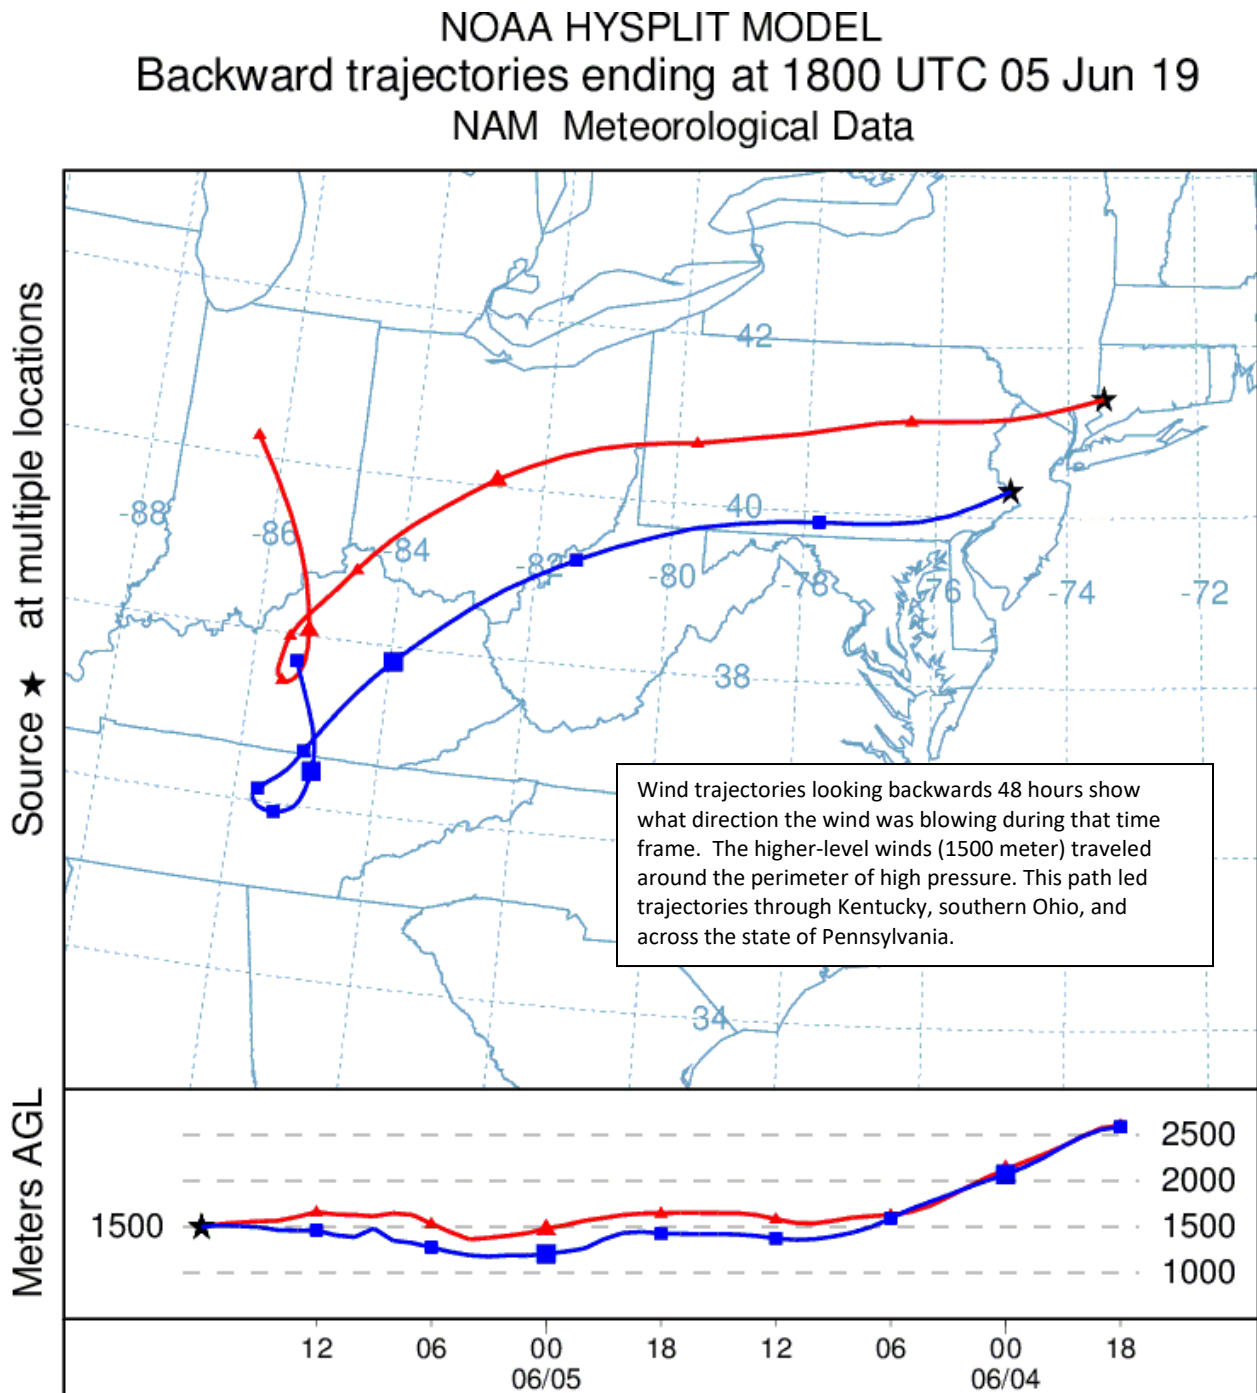 NOAA HYSPLIT MODEL
Backward trajectories ending at 1800 UTC 05 Jun 19
NAM Meteorological Data
Source ★ at multiple locations
42
40
-88
-86
-84
-82
-80
-78
-76
-74
-72
38
34
Wind trajectories looking backwards 48 hours show
what direction the wind was blowing during that time
frame. The higher-level winds (1500 meter) traveled
around the perimeter of high pressure. This path led
trajectories through Kentucky, southern Ohio, and
across the state of Pennsylvania.
Meters AGL
1500
2500
2000
1500
1000
12 06 00 18 12 06 00 18
06/05 06/04